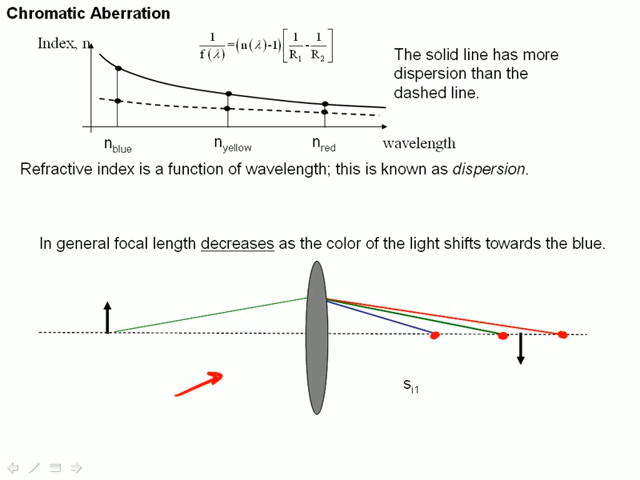 Chromatic Aberration
Index, n
1/f(λ)=(n(λ)-1)[1/R1-1/R2]
The solid line has more
dispersion than the
dashed line.
nblue
nyellow
nred
wavelength
Refractive index is a function of wavelength; this is known as dispersion.
In general focal length decreases as the color of the light shifts towards the blue.
si1